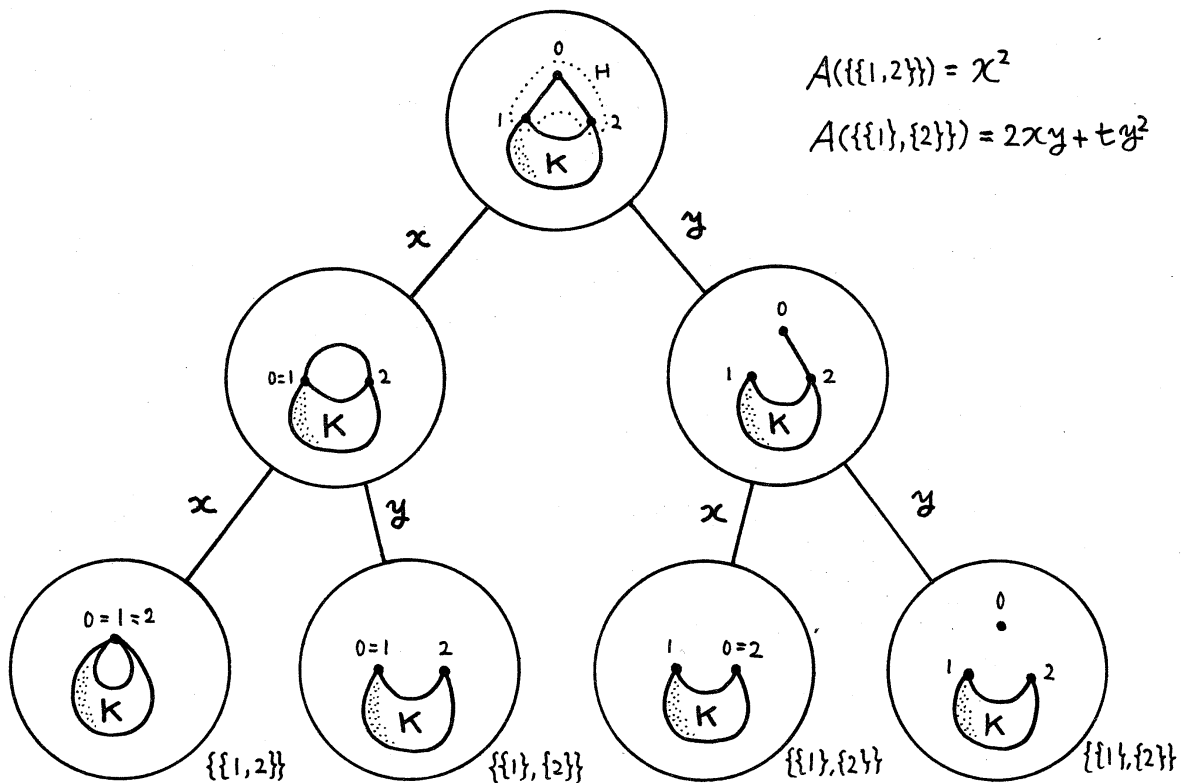 0
H
1
2
K
A({{1,2}}) = x²
A({{1},{2}}) = 2xy + ty²
x
y
0=1
2
K
0
1
2
K
x
y
x
y
0=1=2
K
{{1,2}}
0=1
2
K
{{1},{2}}
1
0=2
K
{{1},{2}}
0
1
2
K
{{1},{2}}